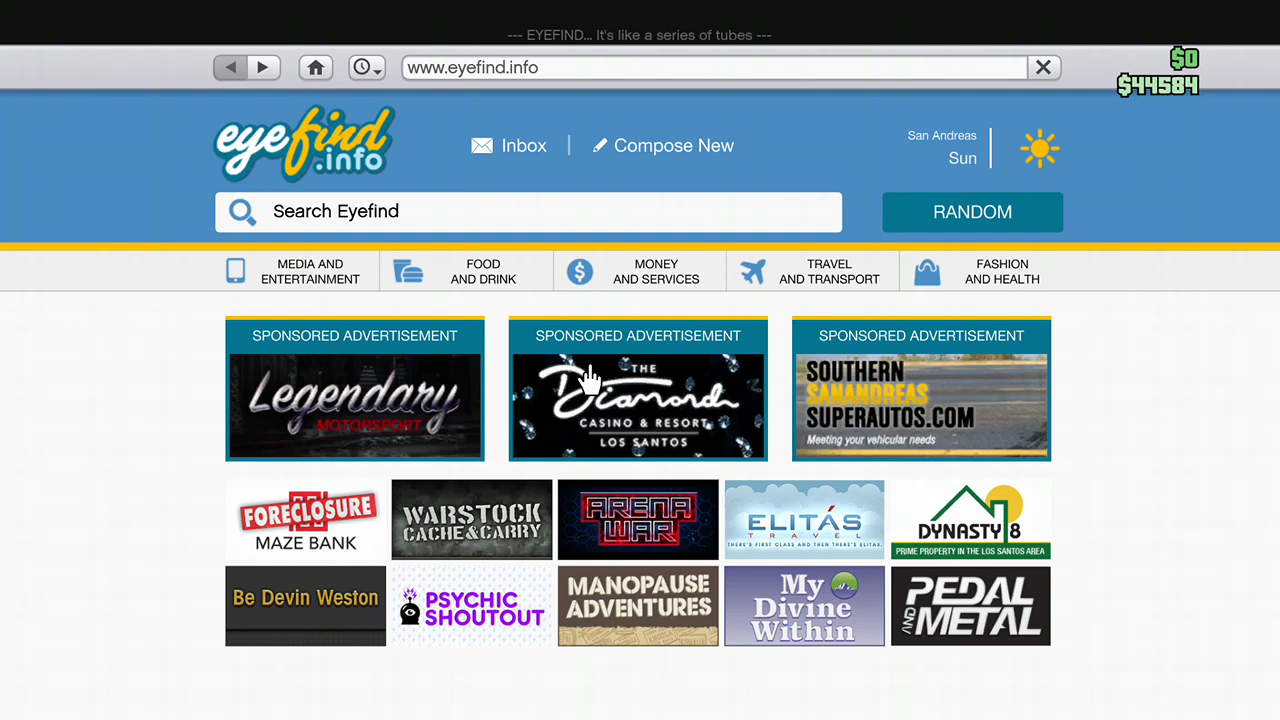 --- EYEFIND... It's like a series of tubes ---
www.eyefind.info
$0
$44584
eyefind
.info
Inbox
Compose New
San Andreas
Sun
Search Eyefind
RANDOM
MEDIA AND
ENTERTAINMENT
FOOD
AND DRINK
MONEY
AND SERVICES
TRAVEL
AND TRANSPORT
FASHION
AND HEALTH
SPONSORED ADVERTISEMENT
Legendary
MOTORSPORT
SPONSORED ADVERTISEMENT
THE
Diamond
CASINO & RESORT
LOS SANTOS
SPONSORED ADVERTISEMENT
SOUTHERN
SANANDREAS
SUPERAUTOS.COM
Meeting your vehicular needs
FORECLOSURE
MAZE BANK
WARSTOCK
CACHE&CARRY
ARENA
WAR
ELITÁS
TRAVEL
THERE'S FIRST CLASS AND THEN THERE'S ELITÁS.
DYNASTY 8
PRIME PROPERTY IN THE LOS SANTOS AREA
Be Devin Weston
PSYCHIC
SHOUTOUT
MANOPAUSE
ADVENTURES
My
Divine
Within
PEDAL
AND METAL